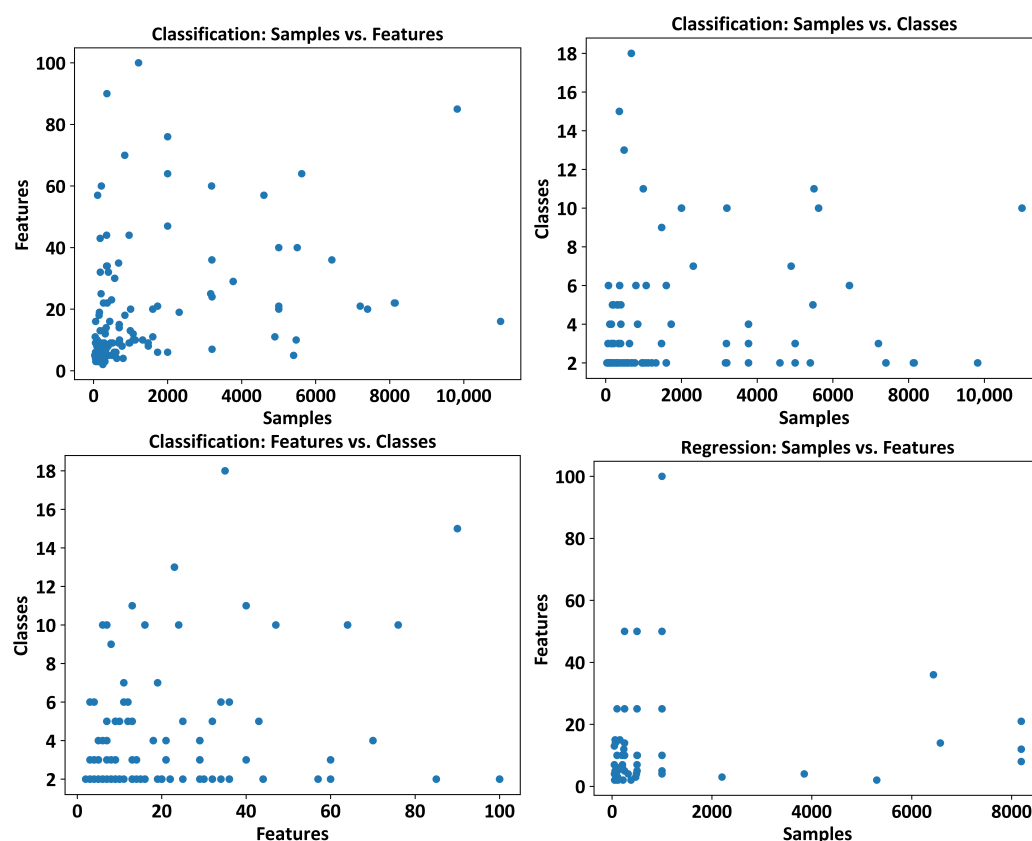 Classification: Samples vs. Features
100
80
60
40
20
0
Features
0 2000 4000 6000 8000 10,000
Samples
Classification: Samples vs. Classes
18
16
14
12
10
8
6
4
2
Classes
0 2000 4000 6000 8000 10,000
Samples
Classification: Features vs. Classes
18
16
14
12
10
8
6
4
2
Classes
0 20 40 60 80 100
Features
Regression: Samples vs. Features
100
80
60
40
20
0
Features
0 2000 4000 6000 8000
Samples